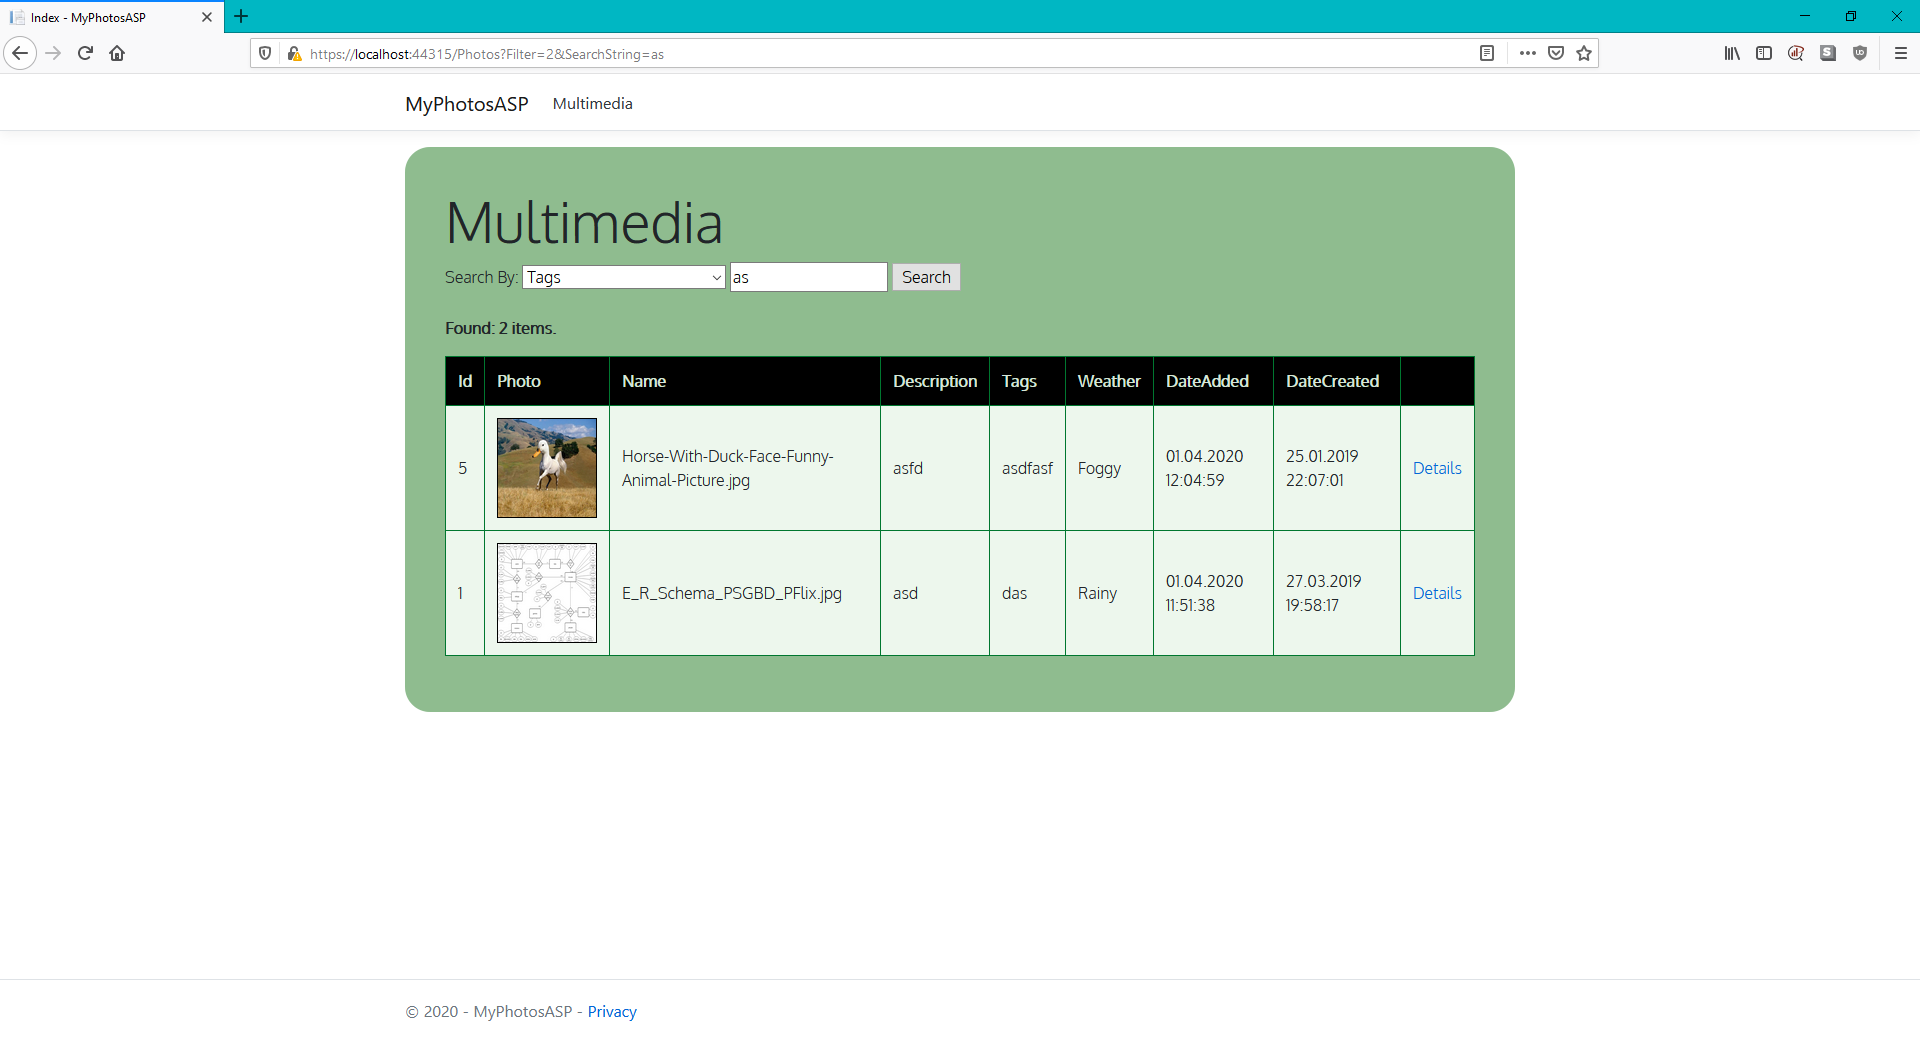 Index - MyPhotosASP
https://localhost:44315/Photos?Filter=2&SearchString=as
MyPhotosASP Multimedia
Multimedia
Search By: Tags as Search
Found: 2 items.
Id Photo Name Description Tags Weather DateAdded DateCreated
5 Horse-With-Duck-Face-Funny- asfd asdfasf Foggy 01.04.2020 25.01.2019 Details
Animal-Picture.jpg 12:04:59 22:07:01
1 E_R_Schema_PSGBD_PFlix.jpg asd das Rainy 01.04.2020 27.03.2019 Details
11:51:38 19:58:17
© 2020 - MyPhotosASP - Privacy